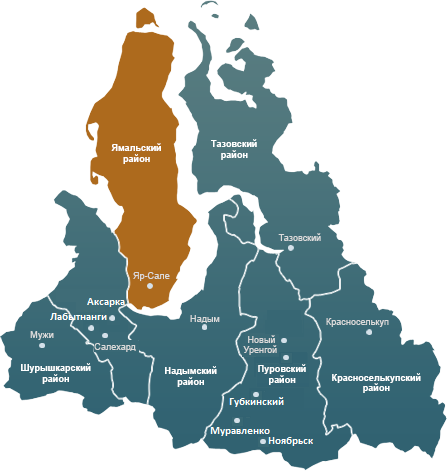 Ямальский
район
Тазовский
район
Тазовский
Яр-Сале
Аксарка
Лабытнанги
Салехард
Мужи
Шурышкарский
район
Надым
Надымский
район
Новый
Уренгой
Пуровский
район
Красноселькуп
Красноселькупский
район
Губкинский
Муравленко
Ноябрьск